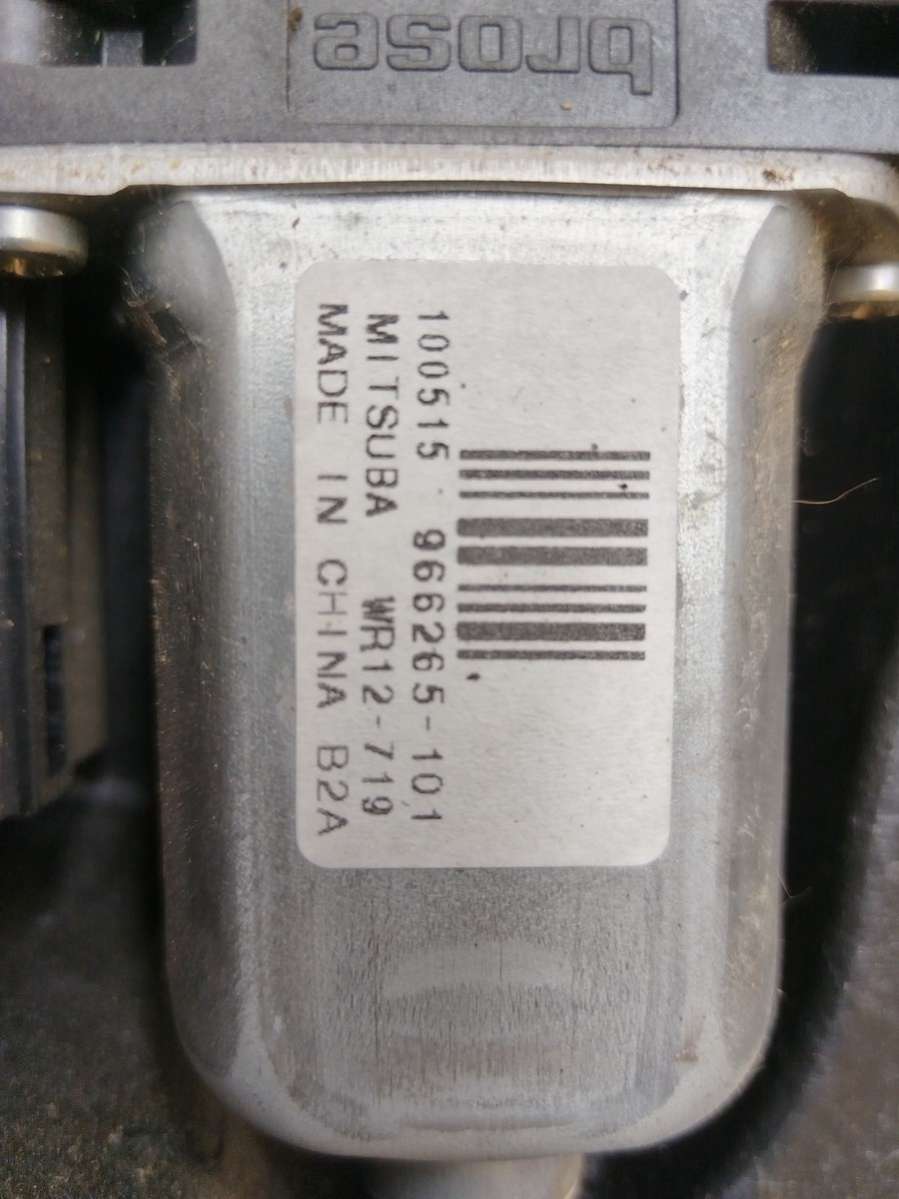 brose
100515 966265-101
MITSUBA WR12-719
MADE IN CHINA B2A